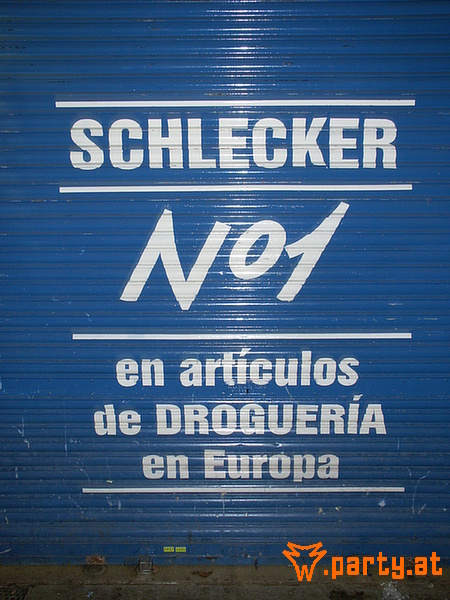 SCHLECKER
Nº1
en artículos
de DROGUERÍA
en Europa
w.party.at